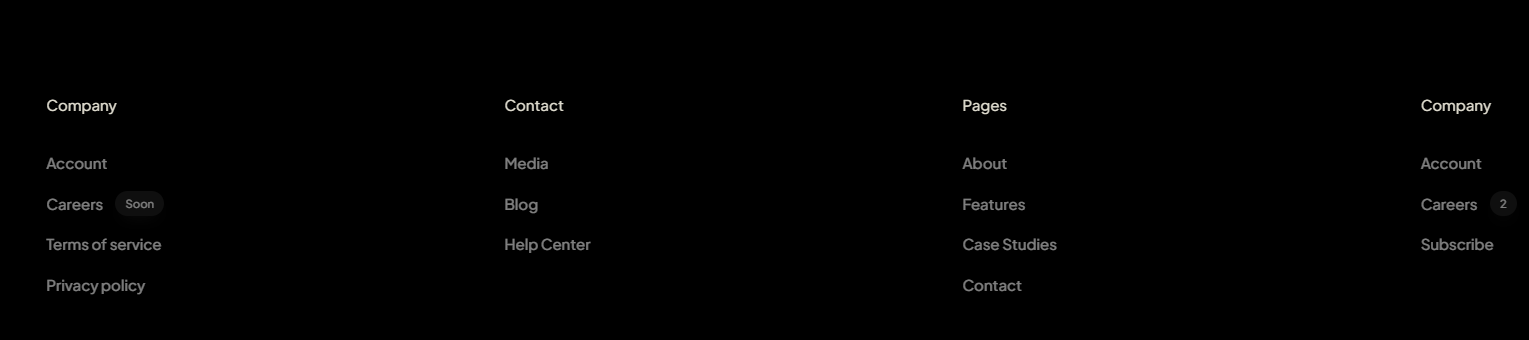 Company
Account
Careers Soon
Terms of service
Privacy policy
Contact
Media
Blog
Help Center
Pages
About
Features
Case Studies
Contact
Company
Account
Careers 2
Subscribe